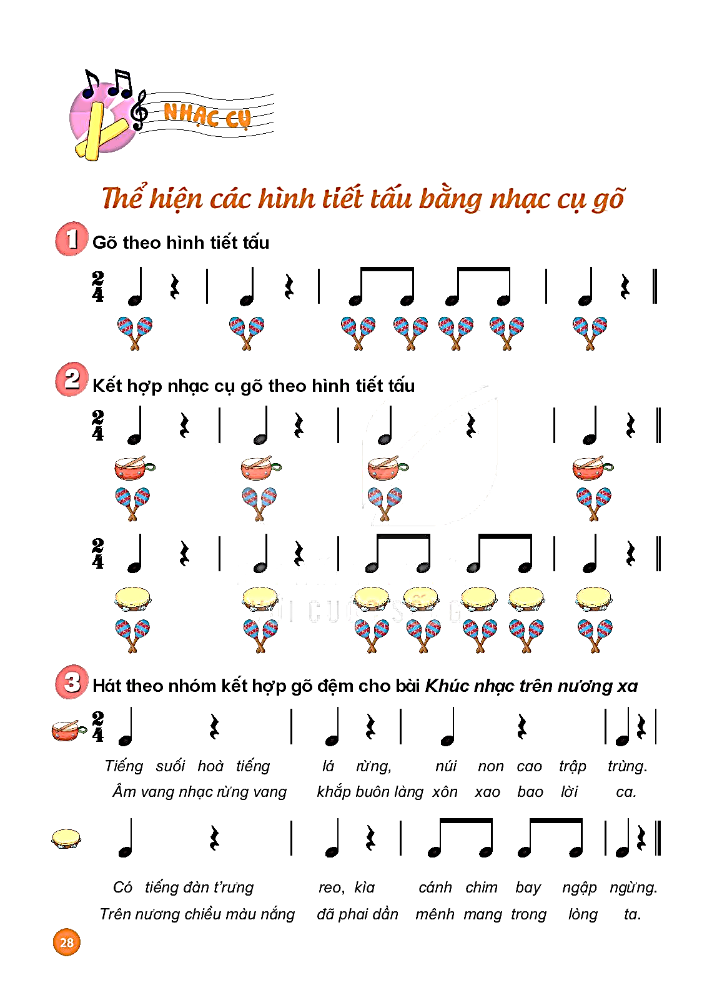 NHẠC CỤ
Thể hiện các hình tiết tấu bằng nhạc cụ gõ
1 Gõ theo hình tiết tấu
2
4
2 Kết hợp nhạc cụ gõ theo hình tiết tấu
2
4
2
4
CUỘC SỐNG
3 Hát theo nhóm kết hợp gõ đệm cho bài Khúc nhạc trên nương xa
2
4
Tiếng suối hoà tiếng lá rừng, núi non cao trập trùng.
Âm vang nhạc rừng vang khắp buôn làng xôn xao bao lời ca.
Có tiếng đàn t'rưng reo, kìa cánh chim bay ngập ngừng.
Trên nương chiều màu nắng đã phai dần mênh mang trong lòng ta.
28